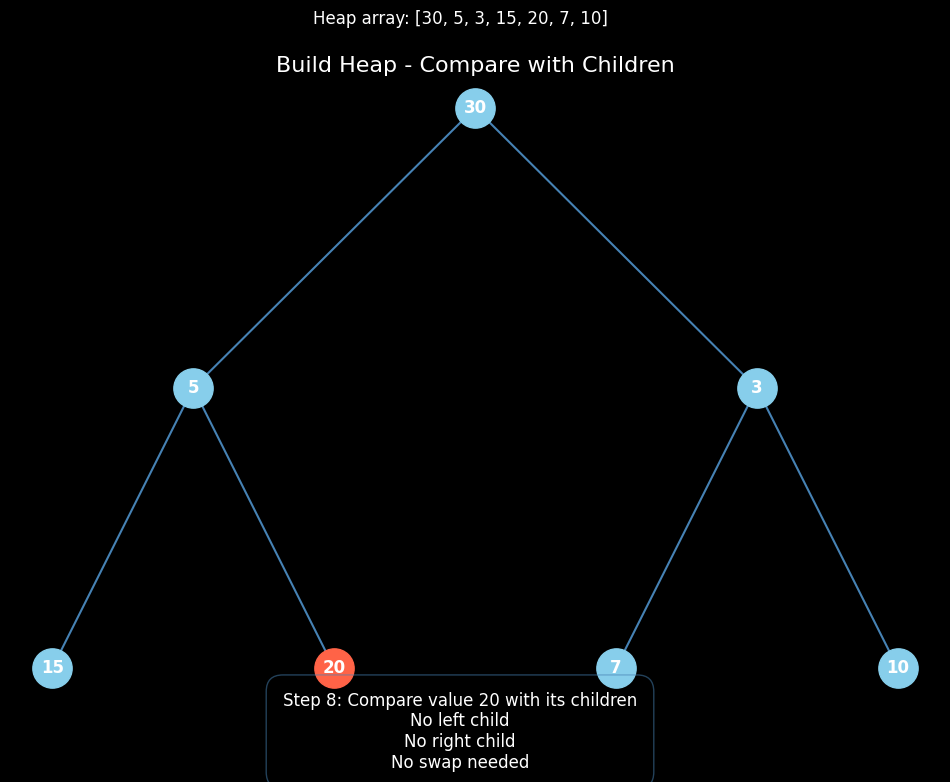 Heap array: [30, 5, 3, 15, 20, 7, 10]
Build Heap - Compare with Children
30
5
3
15
20
7
10
Step 8: Compare value 20 with its children
No left child
No right child
No swap needed